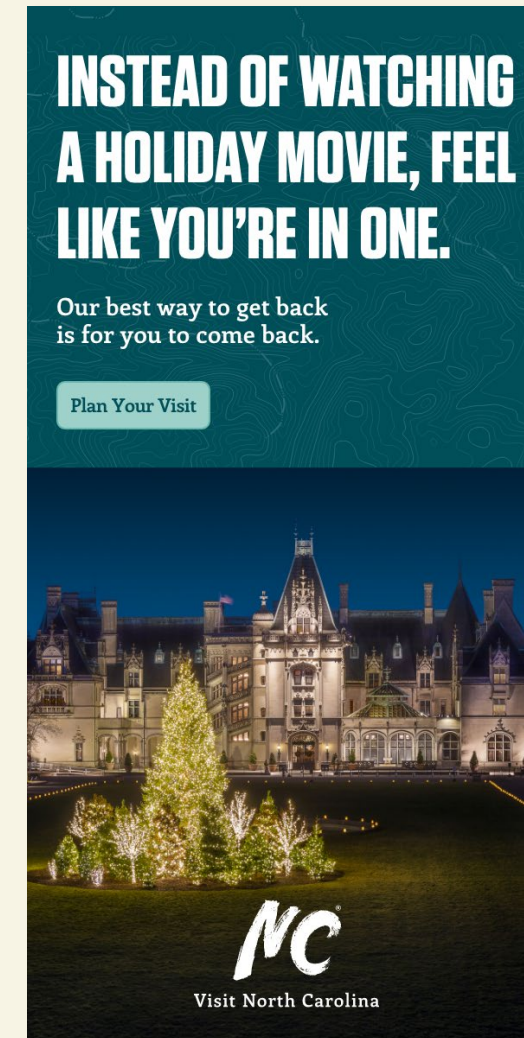 INSTEAD OF WATCHING
A HOLIDAY MOVIE, FEEL
LIKE YOU'RE IN ONE.
Our best way to get back
is for you to come back.
Plan Your Visit
NC®
Visit North Carolina